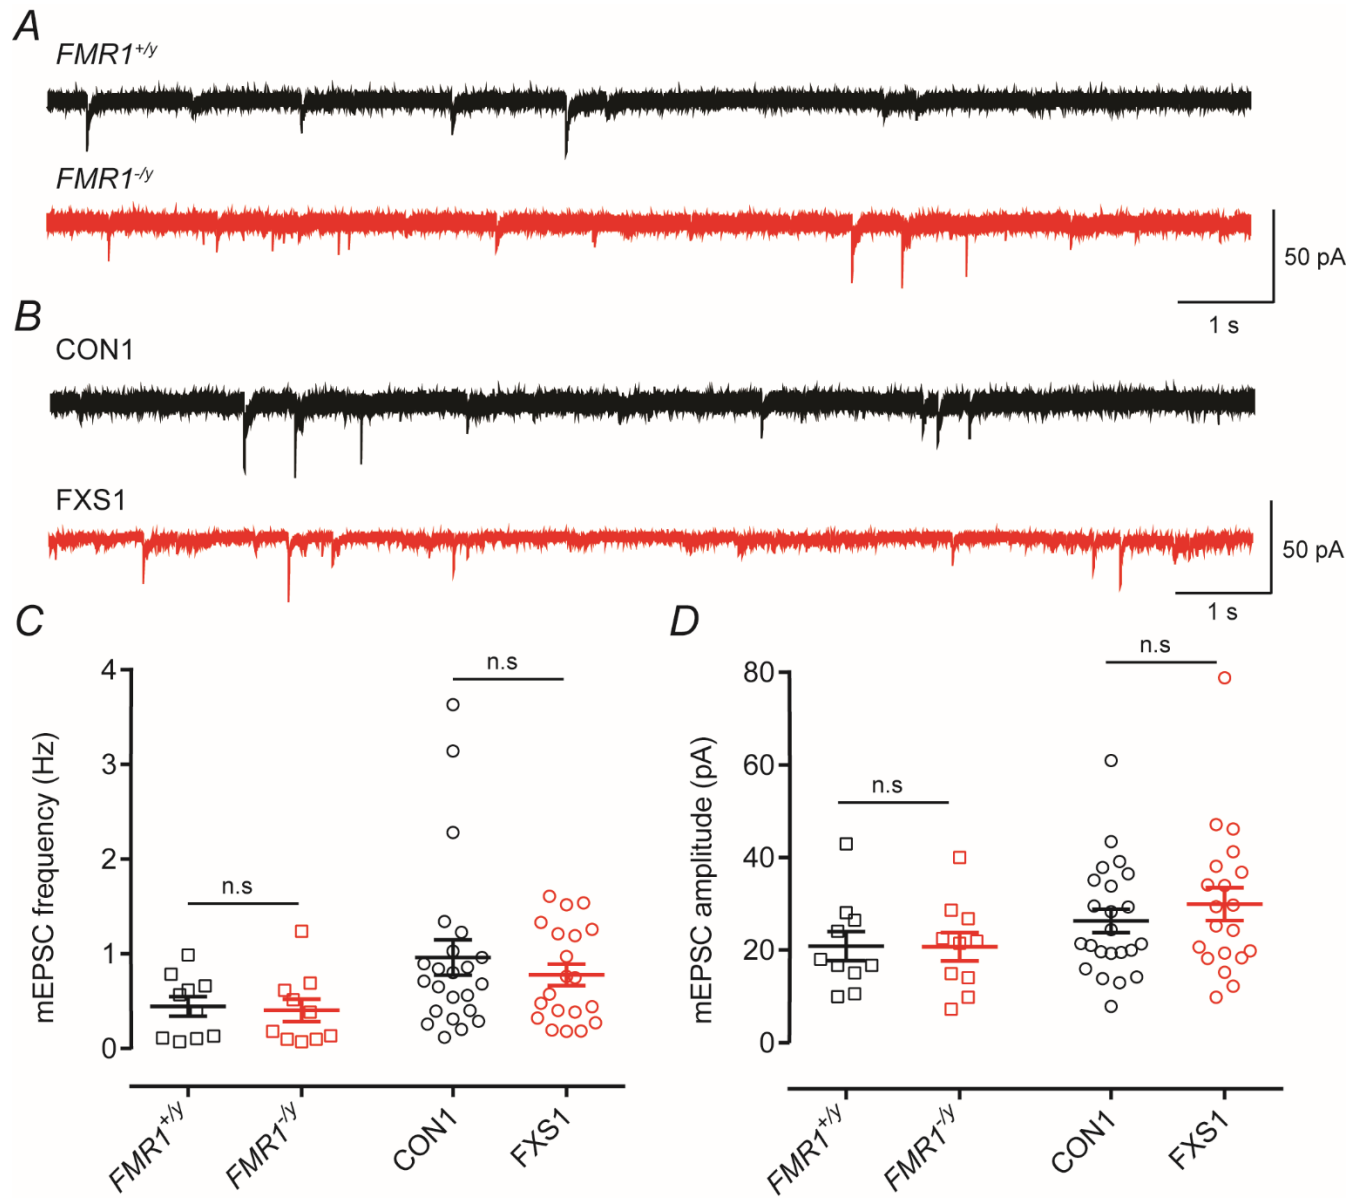 A
FMR1+/y
FMR1-/y
50 pA
1 s
B
CON1
FXS1
50 pA
1 s
C
D
mEPSC frequency (Hz)
4
3
2
1
0
n.s
n.s
FMR1+/y
FMR1-/y
CON1
FXS1
mEPSC amplitude (pA)
80
60
40
20
0
n.s
n.s
FMR1+/y
FMR1-/y
CON1
FXS1